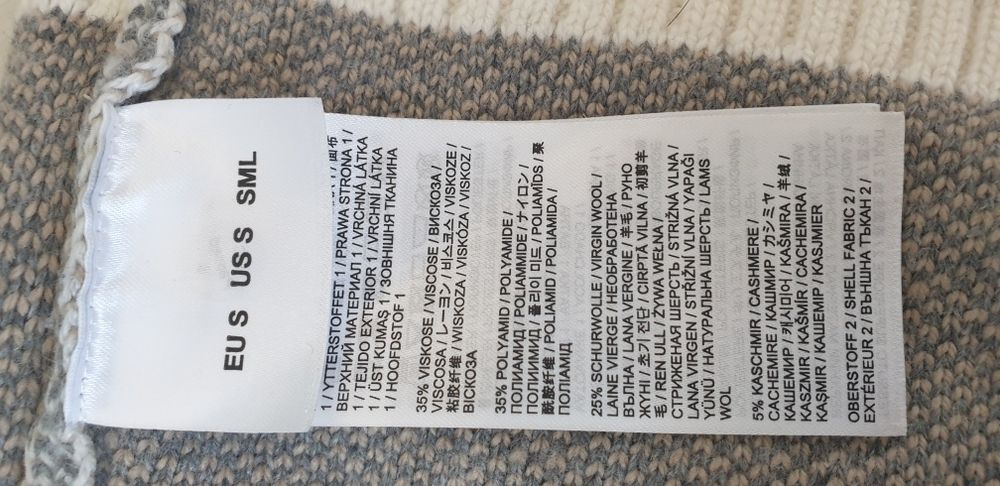 EU S US S SML
1 / YTTERSTOFFET 1 / PRAWA STRONA 1 /
ВЕРХНИЙ МАТЕРИАЛ 1 / VRCHNÁ LÁTKA
1 / TEJIDO EXTERIOR 1 / VRCHNÍ LÁTKA
1 / ÜST KUMAŞ 1 / ЗОВНІШНЯ ТКАНИНА
1 / HOOFDSTOF 1
35% VISKOSE / VISCOSE / ВИСКОЗА /
VISCOSA / レーヨン / 비스코스 / VISKOZE /
粘胶纤维 / WISKOZA / VISKÓZA / VISKOZ /
ВІСКОЗА
35% POLYAMID / POLYAMIDE /
ПОЛИАМИД / POLIAMMIDE / ナイロン /
ПОЛИИМИД / 폴리아미드 / POLIAMĪDS / 聚
酰胺纤维 / POLIAMID / POLIAMIDA /
ПОЛІАМІД
25% SCHURWOLLE / VIRGIN WOOL /
LAINE VIERGE / НЕОБРАБОТЕНА
ВЪЛНА / LANA VERGINE / 羊毛 / РУНО
ЖҮНІ / 초기 전단 / CIRPTĀ VILNA / 初剪羊
毛 / REN ULL / ŻYWA WEŁNA /
СТРИЖЕНАЯ ШЕРСТЬ / STRIŽNÁ VLNA /
LANA VIRGEN / STŘIŽNÍ VLNA / YAPAĞI
YÜNÜ / НАТУРАЛЬНА ШЕРСТЬ / LAMS
WOL
5% KASCHMIR / CASHMERE /
CACHEMIRE / КАШМИР / カシミヤ /
КАШЕМИР / 캐시미어 / KAŠMIRA / 羊绒 /
KASZMIR / KAŠMÍR / CACHEMIRA /
KAŞMIR / КАШЕМІР / KASJMIER
OBERSTOFF 2 / SHELL FABRIC 2 /
EXTÉRIEUR 2 / ВЪНШНА ТЪКАН 2 /